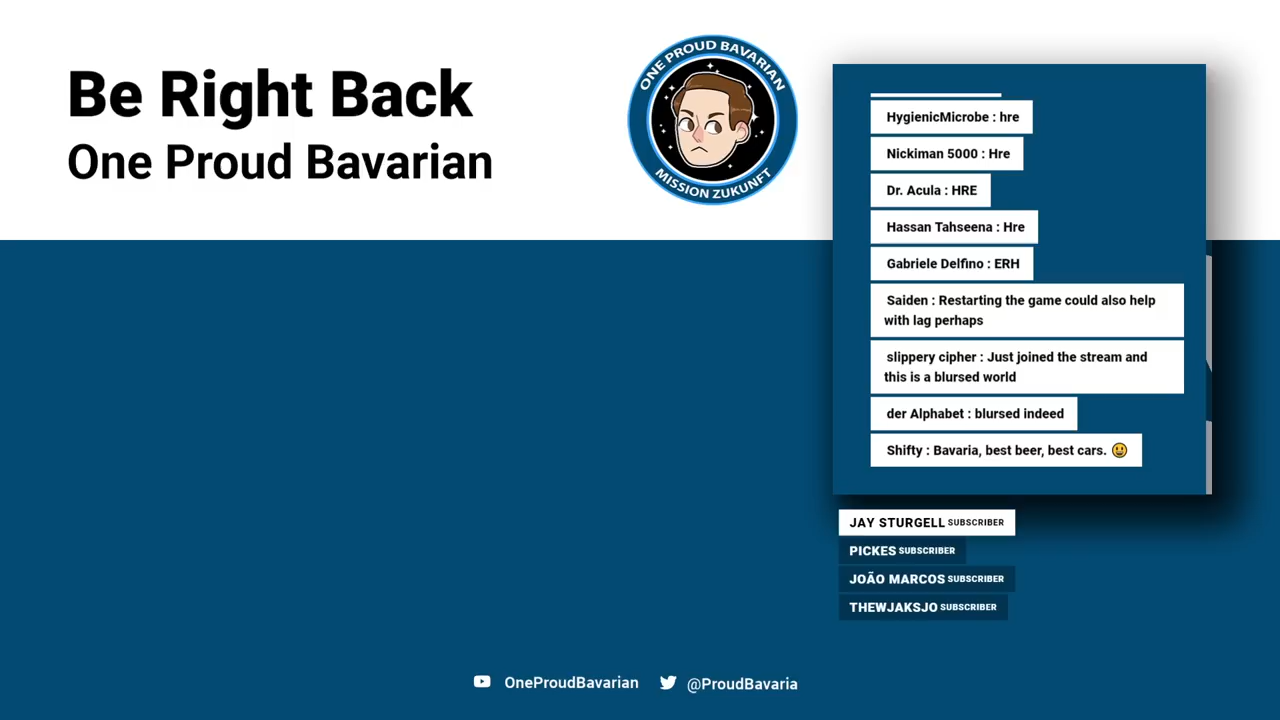 Be Right Back
One Proud Bavarian
ONE PROUD BAVARIAN
MISSION ZUKUNFT
HygienicMicrobe : hre
Nickiman 5000 : Hre
Dr. Acula : HRE
Hassan Tahseena : Hre
Gabriele Delfino : ERH
Saiden : Restarting the game could also help
with lag perhaps
slippery cipher : Just joined the stream and
this is a blursed world
der Alphabet : blursed indeed
Shifty : Bavaria, best beer, best cars. 😃
JAY STURGELL SUBSCRIBER
PICKES SUBSCRIBER
JOÃO MARCOS SUBSCRIBER
THEWJAKSJO SUBSCRIBER
OneProudBavarian @ProudBavaria